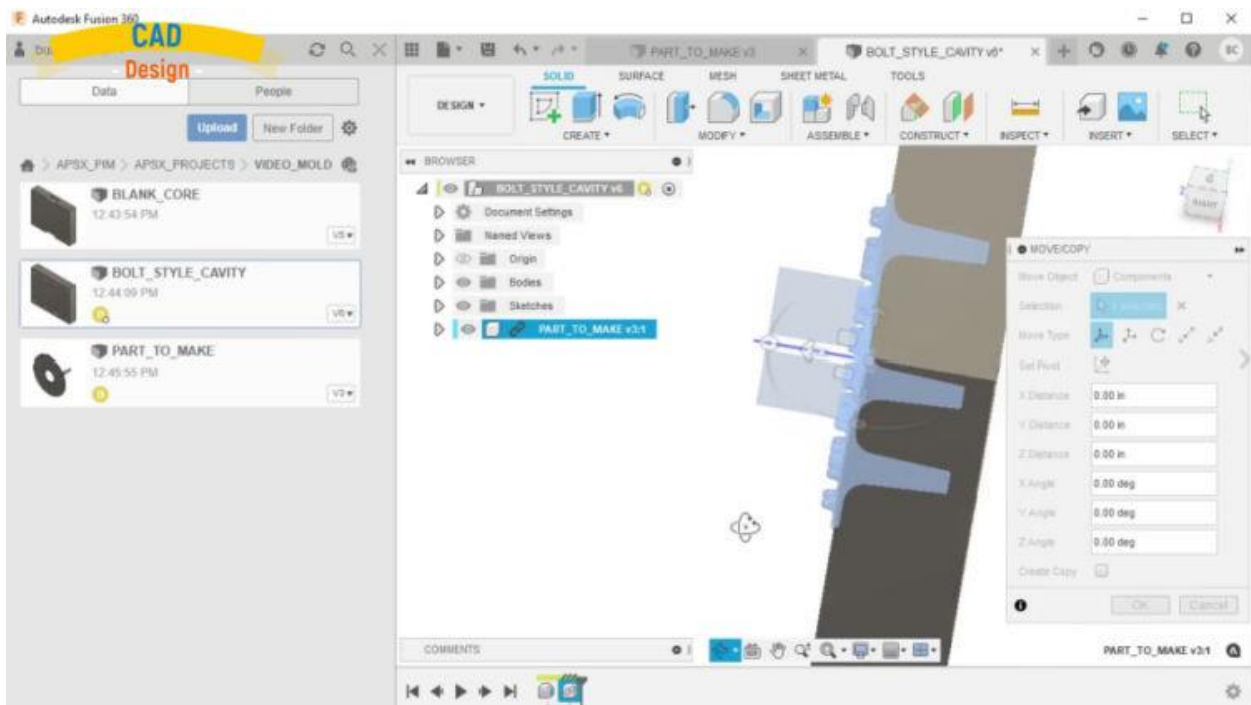 Autodesk Fusion 360
CAD
Design
PART_TO_MAKE v3
BOLT_STYLE_CAVITY v6*
BC
Data
People
SOLID
SURFACE
MESH
SHEET METAL
TOOLS
Upload
New Folder
DESIGN
CREATE
MODIFY
ASSEMBLE
CONSTRUCT
INSPECT
INSERT
SELECT
APSX_PIM > APSX_PROJECTS > VIDEO_MOLD
BROWSER
BLANK_CORE
12:43:54 PM
BOLT_STYLE_CAVITY v6
Document Settings
Named Views
Origin
Bodies
Sketches
PART_TO_MAKE v3:1
BOLT_STYLE_CAVITY
12:44:09 PM
V6
PART_TO_MAKE
12:45:55 PM
V3
RIGHT
MOVE/COPY
Move Object
Components
Selection
Move Type
Set Pivot
X Distance
0.00 in
Y Distance
0.00 in
Z Distance
0.00 in
X Angle
0.00 deg
Y Angle
0.00 deg
Z Angle
0.00 deg
Create Copy
OK
Cancel
COMMENTS
PART_TO_MAKE v3:1